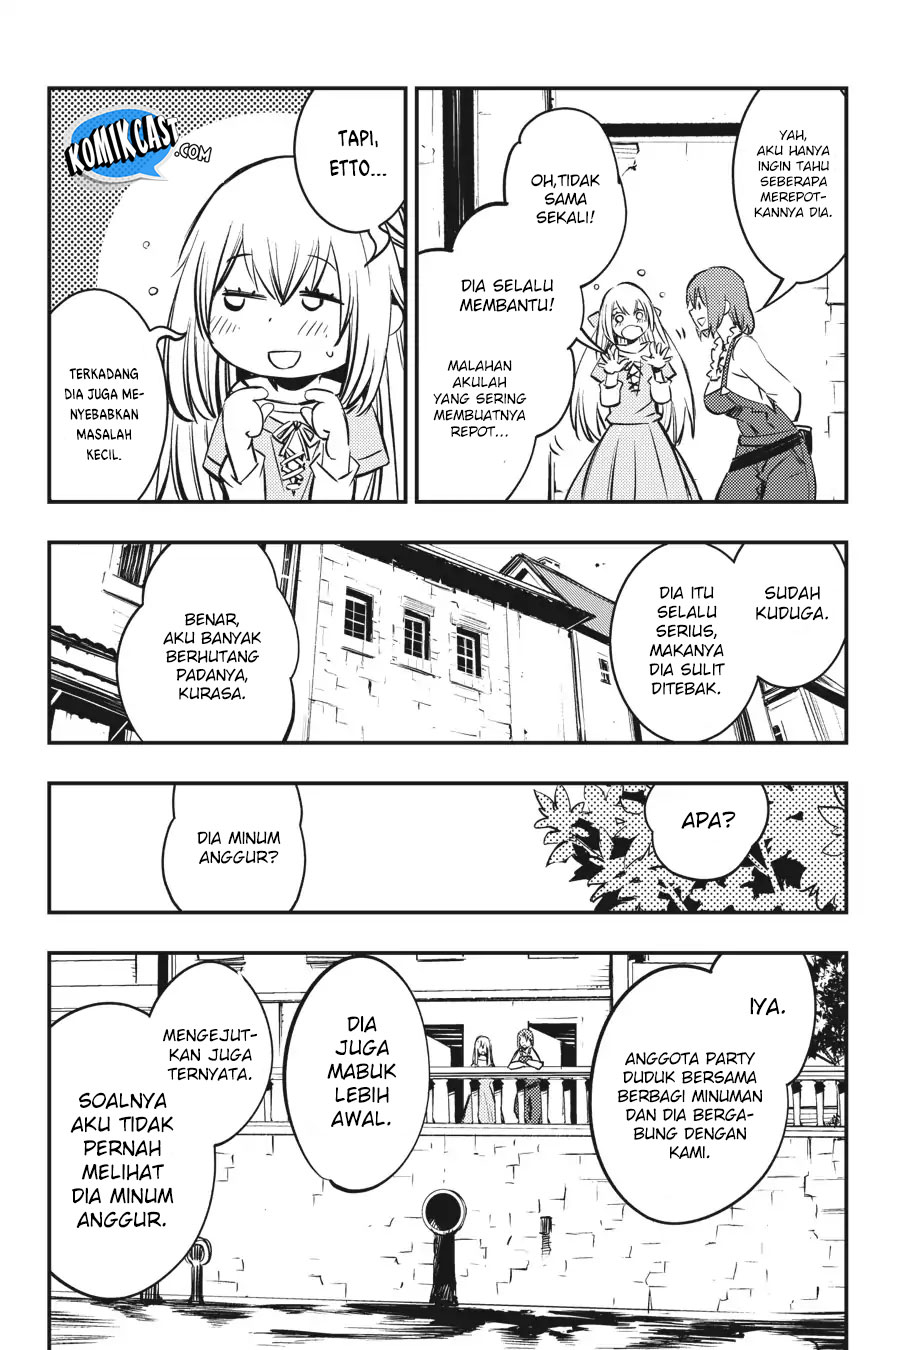 YAH,
AKU HANYA
INGIN TAHU
SEBERAPA
MEREPOT-
KANNYA DIA.
OH,TIDAK
SAMA
SEKALI!
DIA SELALU
MEMBANTU!
MALAHAN
AKULAH
YANG SERING
MEMBUATNYA
REPOT...
KOMIKCAST
.COM
TAPI,
ETTO...
TERKADANG
DIA JUGA ME-
NYEBABKAN
MASALAH
KECIL.
SUDAH
KUDUGA.
DIA ITU
SELALU
SERIUS,
MAKANYA
DIA SULIT
DITEBAK.
BENAR,
AKU BANYAK
BERHUTANG
PADANYA,
KURASA.
APA?
DIA MINUM
ANGGUR?
IYA.
ANGGOTA PARTY
DUDUK BERSAMA
BERBAGI MINUMAN
DAN DIA BERGA-
BUNG DENGAN
KAMI.
DIA
JUGA
MABUK
LEBIH
AWAL.
MENGEJUT-
KAN JUGA
TERNYATA.
SOALNYA
AKU TIDAK
PERNAH
MELIHAT
DIA MINUM
ANGGUR.